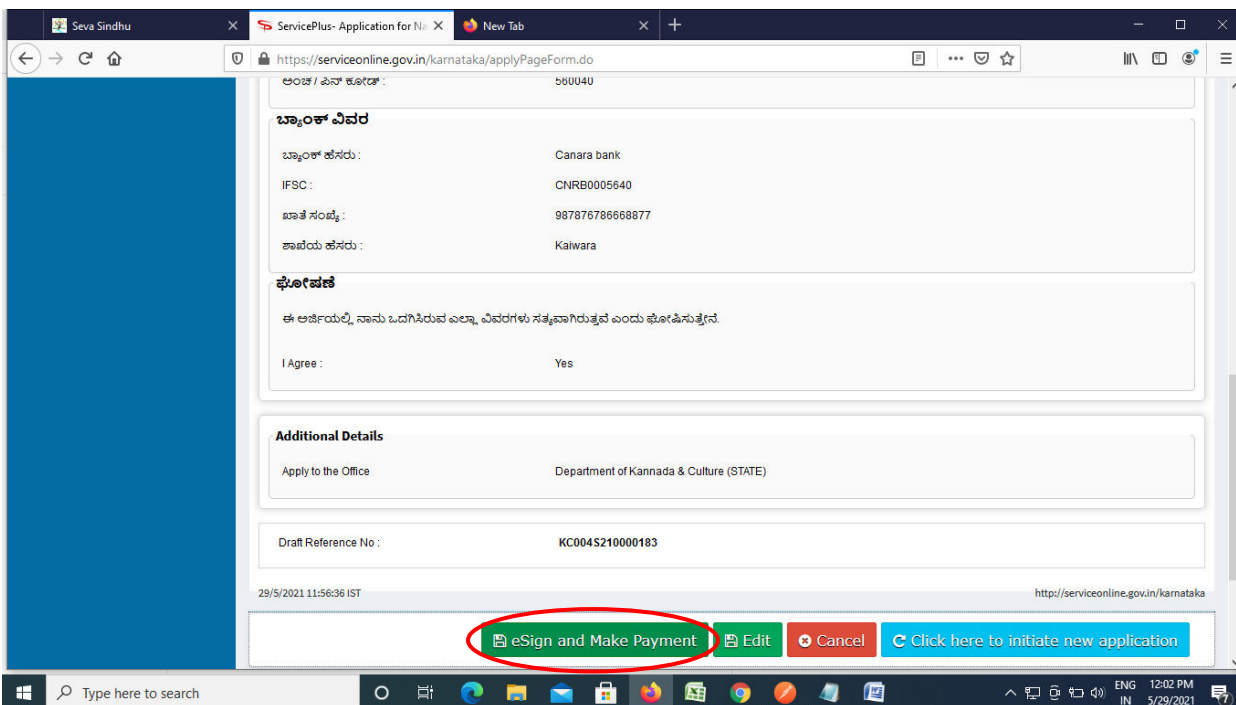 Seva Sindhu
ServicePlus- Application for Na
New Tab
https://serviceonline.gov.in/karnataka/applyPageForm.do
ಅಂಚೆ / ಪಿನ್ ಕೋಡ್ : 560040
ಬ್ಯಾಂಕ್ ವಿವರ
ಬ್ಯಾಂಕ್ ಹೆಸರು : Canara bank
IFSC : CNRB0005640
ಖಾತೆ ಸಂಖ್ಯೆ : 987876786668877
ಶಾಖೆಯ ಹೆಸರು : Kaiwara
ಘೋಷಣೆ
ಈ ಅರ್ಜಿಯಲ್ಲಿ ನಾನು ಒದಗಿಸಿರುವ ಎಲ್ಲಾ ವಿವರಗಳು ಸತ್ಯವಾಗಿರುತ್ತವೆ ಎಂದು ಘೋಷಿಸುತ್ತೇನೆ.
I Agree : Yes
Additional Details
Apply to the Office Department of Kannada & Culture (STATE)
Draft Reference No : KC004S210000183
29/5/2021 11:56:36 IST http://serviceonline.gov.in/karnataka
eSign and Make Payment Edit Cancel Click here to initiate new application
Type here to search
ENG 12:02 PM
IN 5/29/2021
7